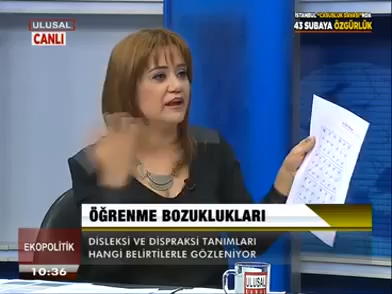 ULUSAL
CANLI
İSTANBUL "CASUSLUK DAVASI"NDA
43 SUBAYA ÖZGÜRLÜK
ÖĞRENME BOZUKLUKLARI
EKOPOLİTİK
DİSLEKSİ VE DİSPRAKSİ TANIMLARI
HANGİ BELİRTİLERLE GÖZLENİYOR
10:36
ULUSAL